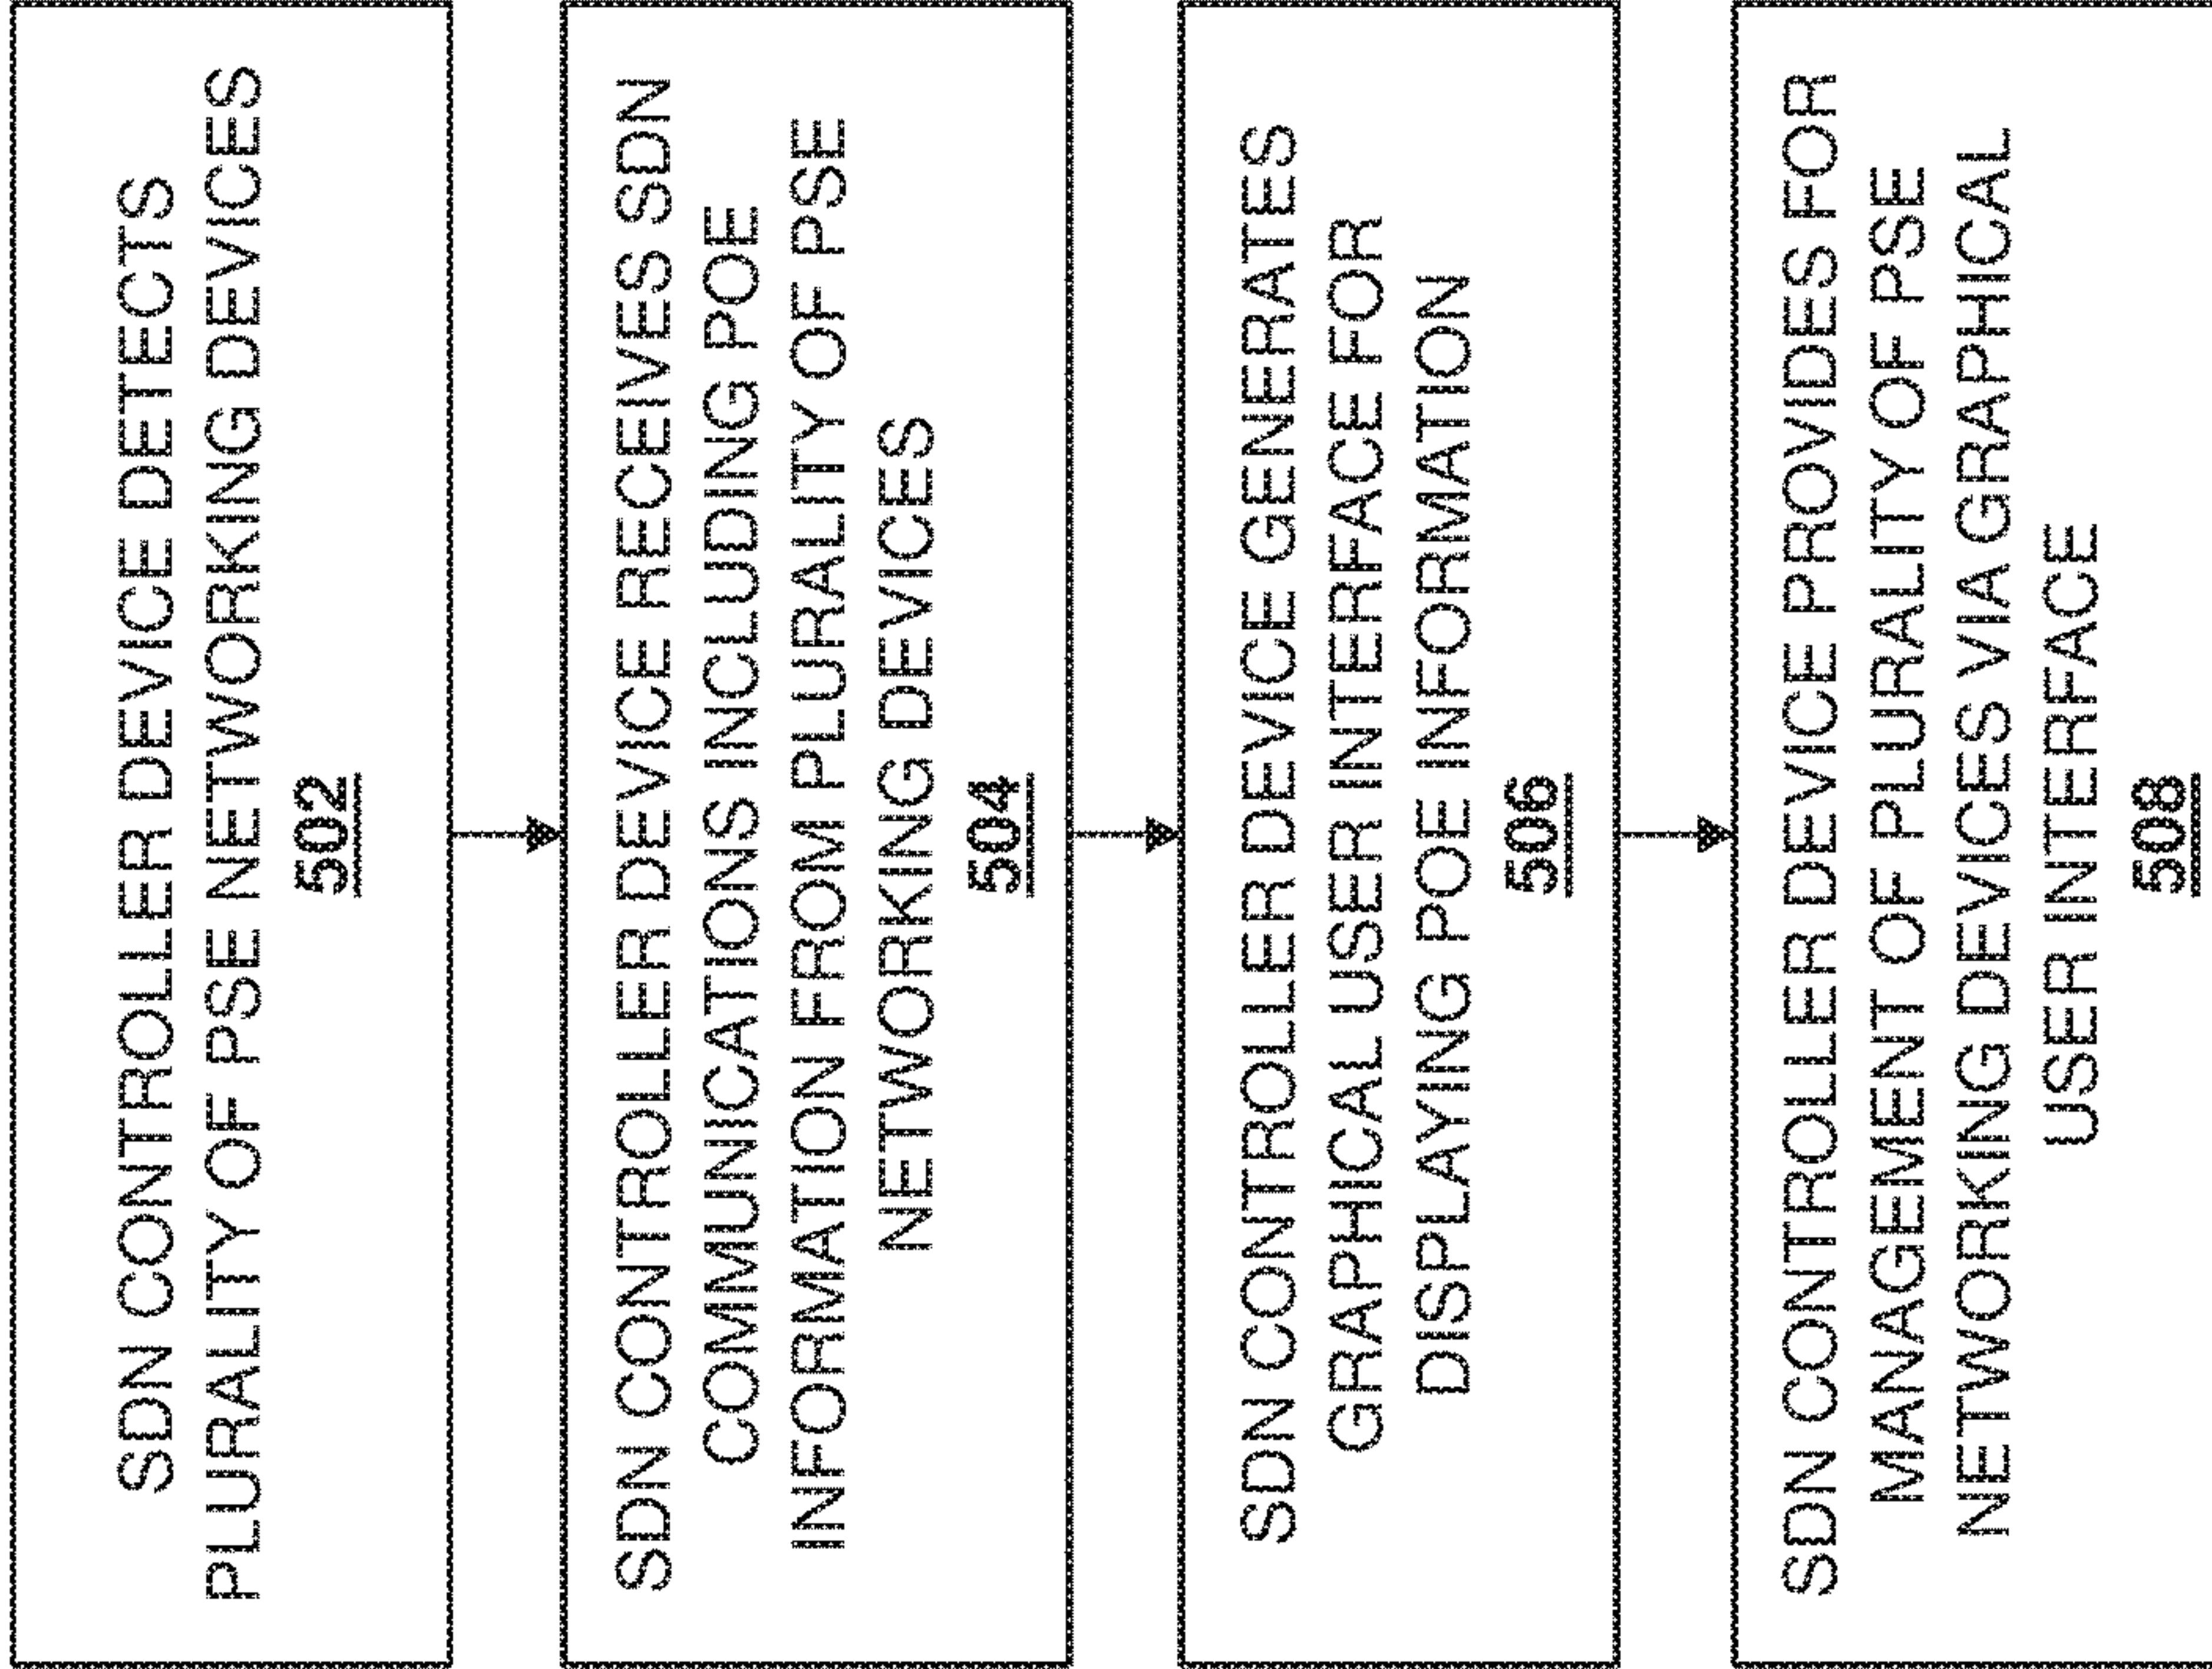 SDN CONTROLLER DEVICE DETECTS
PLURALITY OF PSE NETWORKING DEVICES
502
SDN CONTROLLER DEVICE RECEIVES SDN
COMMUNICATIONS INCLUDING POE
INFORMATION FROM PLURALITY OF PSE
NETWORKING DEVICES
504
SDN CONTROLLER DEVICE GENERATES
GRAPHICAL USER INTERFACE FOR
DISPLAYING POE INFORMATION
506
SDN CONTROLLER DEVICE PROVIDES FOR
MANAGEMENT OF PLURALITY OF PSE
NETWORKING DEVICES VIA GRAPHICAL
USER INTERFACE
508